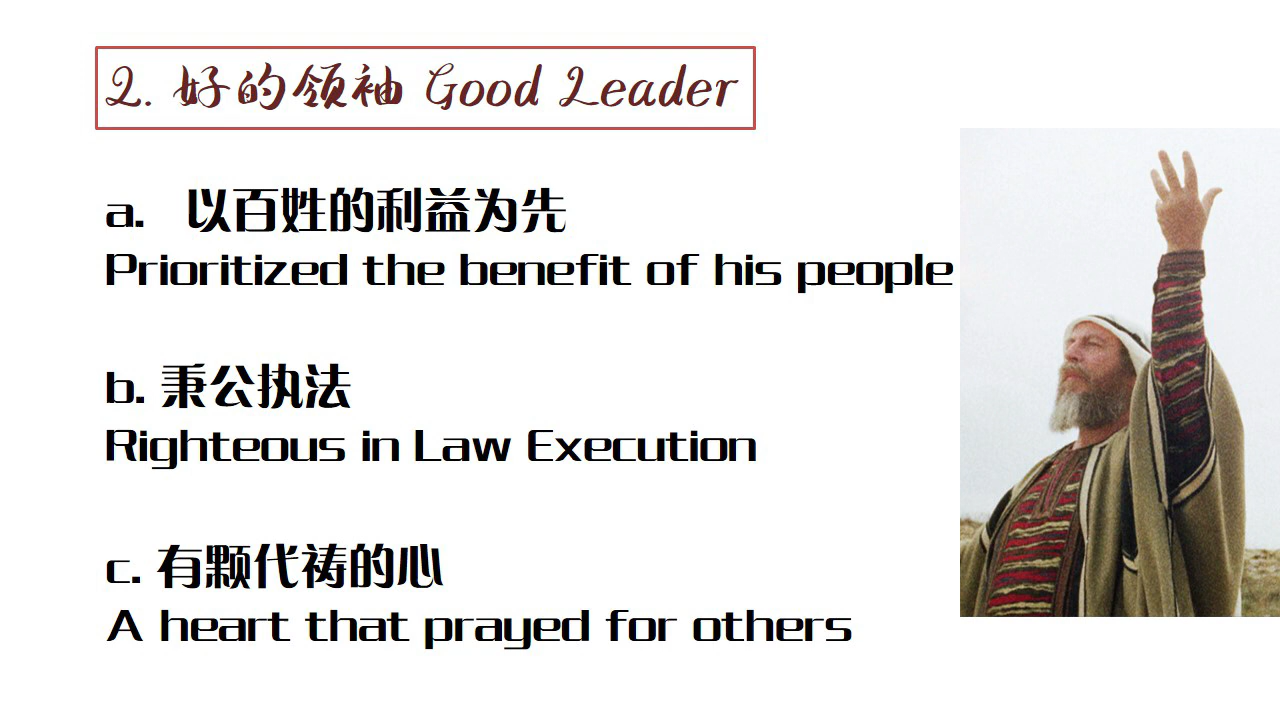 2. 好的领袖 Good Leader
a. 以百姓的利益为先
Prioritized the benefit of his people
b. 秉公执法
Righteous in Law Execution
c. 有颗代祷的心
A heart that prayed for others